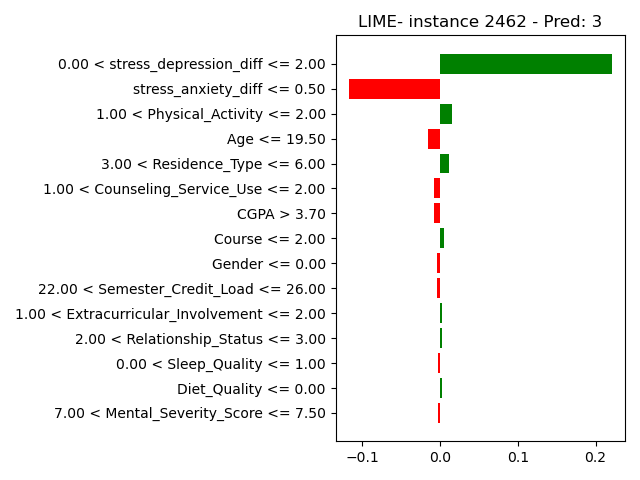 LIME- instance 2462 - Pred: 3
0.00 < stress_depression_diff <= 2.00
stress_anxiety_diff <= 0.50
1.00 < Physical_Activity <= 2.00
Age <= 19.50
3.00 < Residence_Type <= 6.00
1.00 < Counseling_Service_Use <= 2.00
CGPA > 3.70
Course <= 2.00
Gender <= 0.00
22.00 < Semester_Credit_Load <= 26.00
1.00 < Extracurricular_Involvement <= 2.00
2.00 < Relationship_Status <= 3.00
0.00 < Sleep_Quality <= 1.00
Diet_Quality <= 0.00
7.00 < Mental_Severity_Score <= 7.50
−0.1 0.0 0.1 0.2